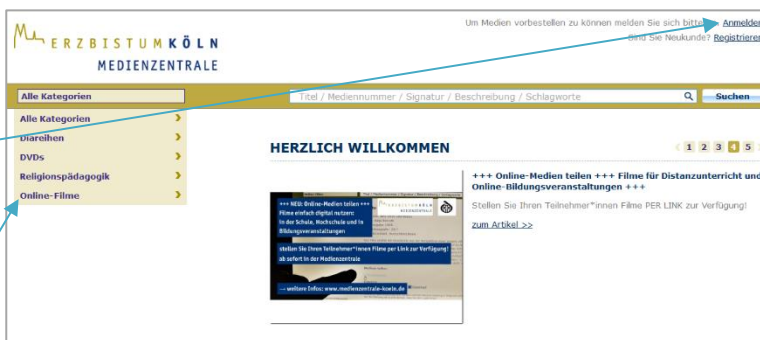 Um Medien vorbestellen zu können melden Sie sich bitte Anmelden
Sind Sie Neukunde? Registrieren
ERZBISTUM KÖLN
MEDIENZENTRALE
Alle Kategorien
Titel / Mediennummer / Signatur / Beschreibung / Schlagworte
Suchen
Alle Kategorien
Diareihen
DVDs
Religionspädagogik
Online-Filme
HERZLICH WILLKOMMEN
1 2 3 4 5
+++ Online-Medien teilen +++ Filme für Distanzunterricht und
Online-Bildungsveranstaltungen +++
Stellen Sie Ihren Teilnehmer*innen Filme PER LINK zur Verfügung!
zum Artikel >>
+++ NEU: Online-Medien teilen +++
Filme einfach digital nutzen:
in der Schule, Hochschule und in
Bildungsveranstaltungen
stellen Sie Ihren Teilnehmer*innen Filme per Link zur Verfügung!
ab sofort in der Medienzentrale
--> weitere Infos: www.medienzentrale-koeln.de